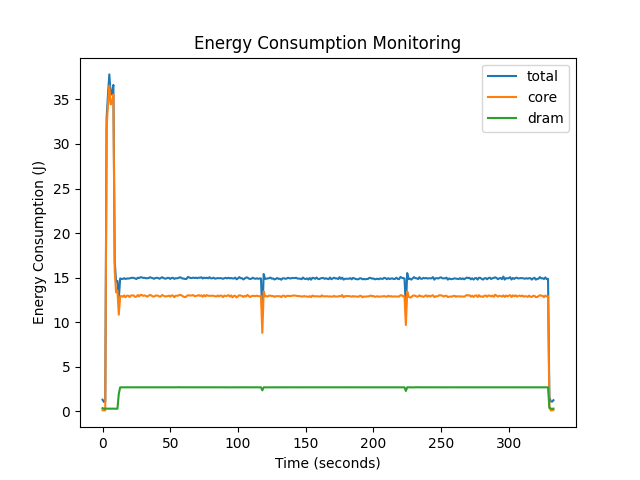 Energy Consumption Monitoring
total
core
dram
Energy Consumption (J)
35
30
25
20
15
10
5
0
0 50 100 150 200 250 300
Time (seconds)